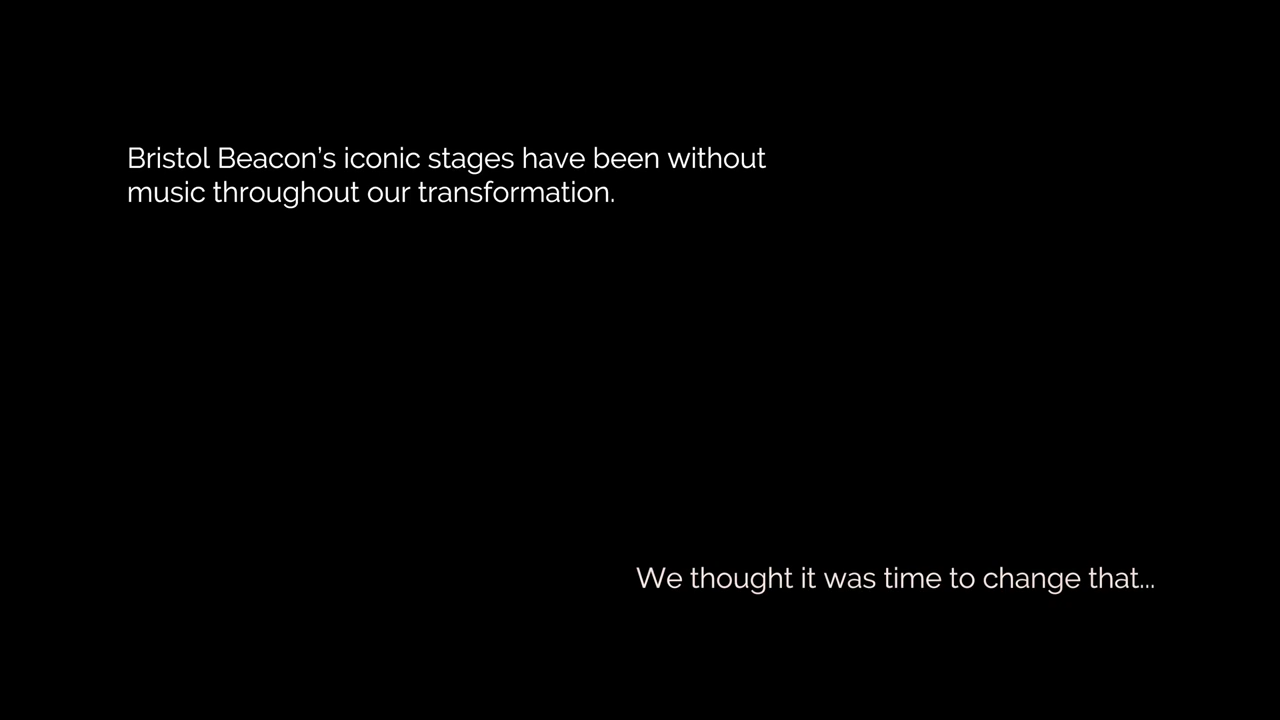 Bristol Beacon’s iconic stages have been without
music throughout our transformation.
We thought it was time to change that...